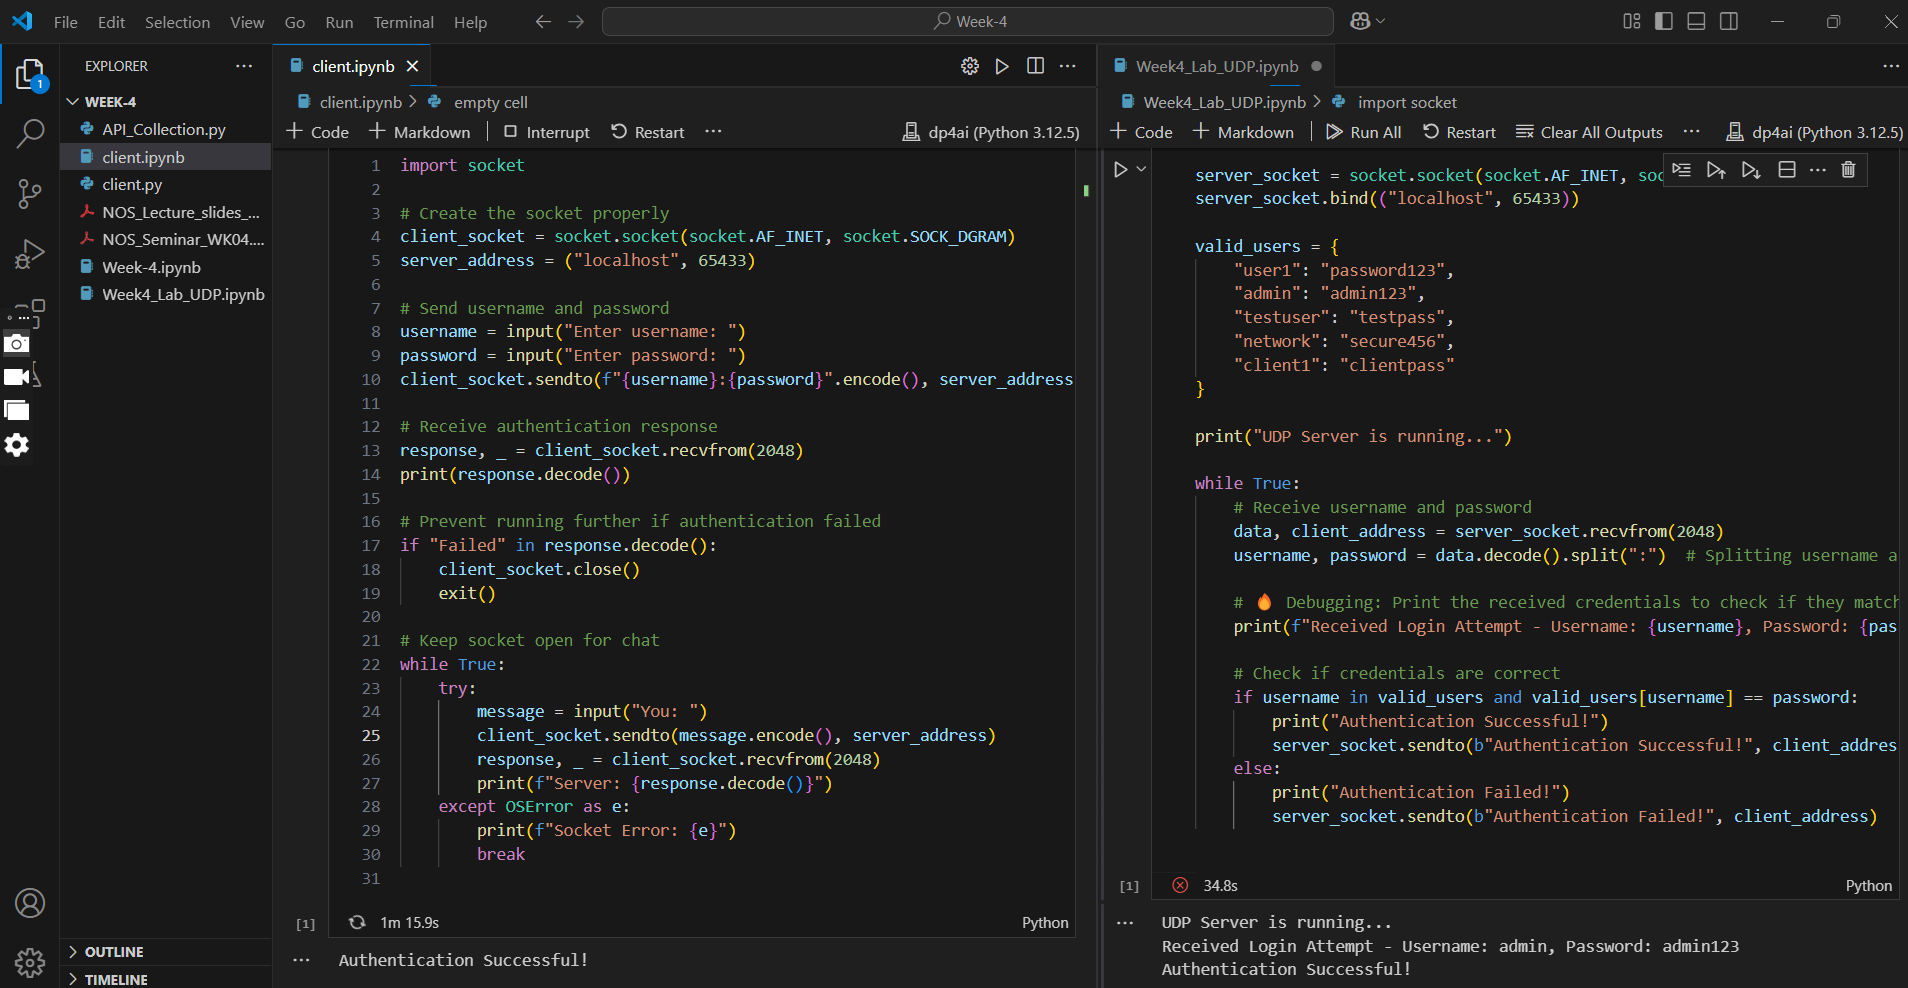 File Edit Selection View Go Run Terminal Help
Week-4
EXPLORER
1
WEEK-4
API_Collection.py
client.ipynb
client.py
NOS_Lecture_slides_...
NOS_Seminar_WK04....
Week-4.ipynb
Week4_Lab_UDP.ipynb
OUTLINE
TIMELINE
client.ipynb
client.ipynb > empty cell
+ Code + Markdown | Interrupt Restart ... dp4ai (Python 3.12.5)
1 import socket
2
3 # Create the socket properly
4 client_socket = socket.socket(socket.AF_INET, socket.SOCK_DGRAM)
5 server_address = ("localhost", 65433)
6
7 # Send username and password
8 username = input("Enter username: ")
9 password = input("Enter password: ")
10 client_socket.sendto(f"{username}:{password}".encode(), server_address
11
12 # Receive authentication response
13 response, _ = client_socket.recvfrom(2048)
14 print(response.decode())
15
16 # Prevent running further if authentication failed
17 if "Failed" in response.decode():
18     client_socket.close()
19     exit()
20
21 # Keep socket open for chat
22 while True:
23     try:
24         message = input("You: ")
25         client_socket.sendto(message.encode(), server_address)
26         response, _ = client_socket.recvfrom(2048)
27         print(f"Server: {response.decode()}")
28     except OSError as e:
29         print(f"Socket Error: {e}")
30         break
31
[1] 1m 15.9s Python
... Authentication Successful!
Week4_Lab_UDP.ipynb
Week4_Lab_UDP.ipynb > import socket
+ Code + Markdown | Run All Restart Clear All Outputs ... dp4ai (Python 3.12.5)
server_socket = socket.socket(socket.AF_INET, soc
server_socket.bind(("localhost", 65433))

valid_users = {
    "user1": "password123",
    "admin": "admin123",
    "testuser": "testpass",
    "network": "secure456",
    "client1": "clientpass"
}

print("UDP Server is running...")

while True:
    # Receive username and password
    data, client_address = server_socket.recvfrom(2048)
    username, password = data.decode().split(":")  # Splitting username a

    # 🔥 Debugging: Print the received credentials to check if they match
    print(f"Received Login Attempt - Username: {username}, Password: {pas

    # Check if credentials are correct
    if username in valid_users and valid_users[username] == password:
        print("Authentication Successful!")
        server_socket.sendto(b"Authentication Successful!", client_addres
    else:
        print("Authentication Failed!")
        server_socket.sendto(b"Authentication Failed!", client_address)
[1] 34.8s Python
... UDP Server is running...
Received Login Attempt - Username: admin, Password: admin123
Authentication Successful!